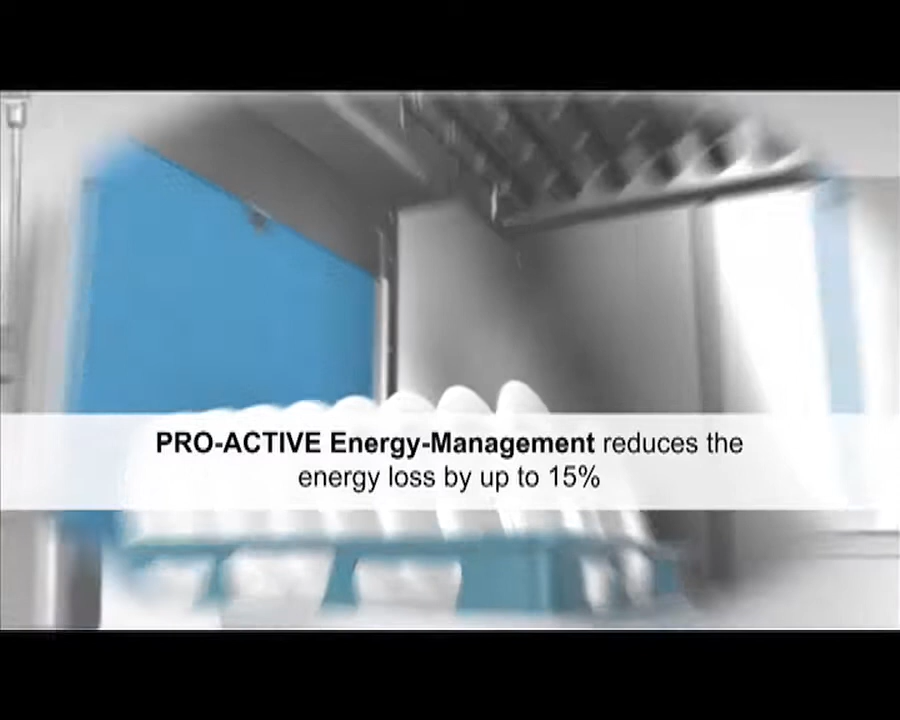 PRO-ACTIVE Energy-Management reduces the
energy loss by up to 15%